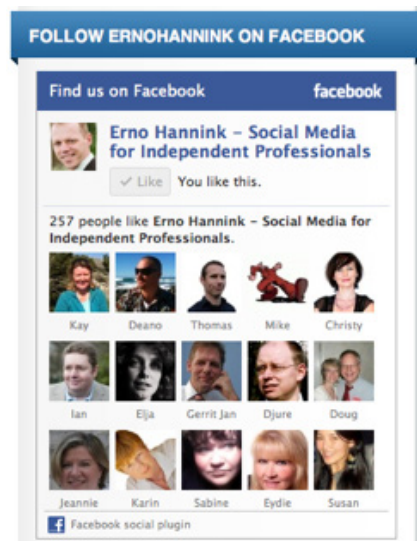 FOLLOW ERNOHANNINK ON FACEBOOK
Find us on Facebook
facebook
Erno Hannink – Social Media
for Independent Professionals
Like
You like this.
257 people like Erno Hannink – Social Media for
Independent Professionals.
Kay Deano Thomas Mike Christy
Ian Elja Gerrit Jan Djure Doug
Jeannie Karin Sabine Eydie Susan
Facebook social plugin